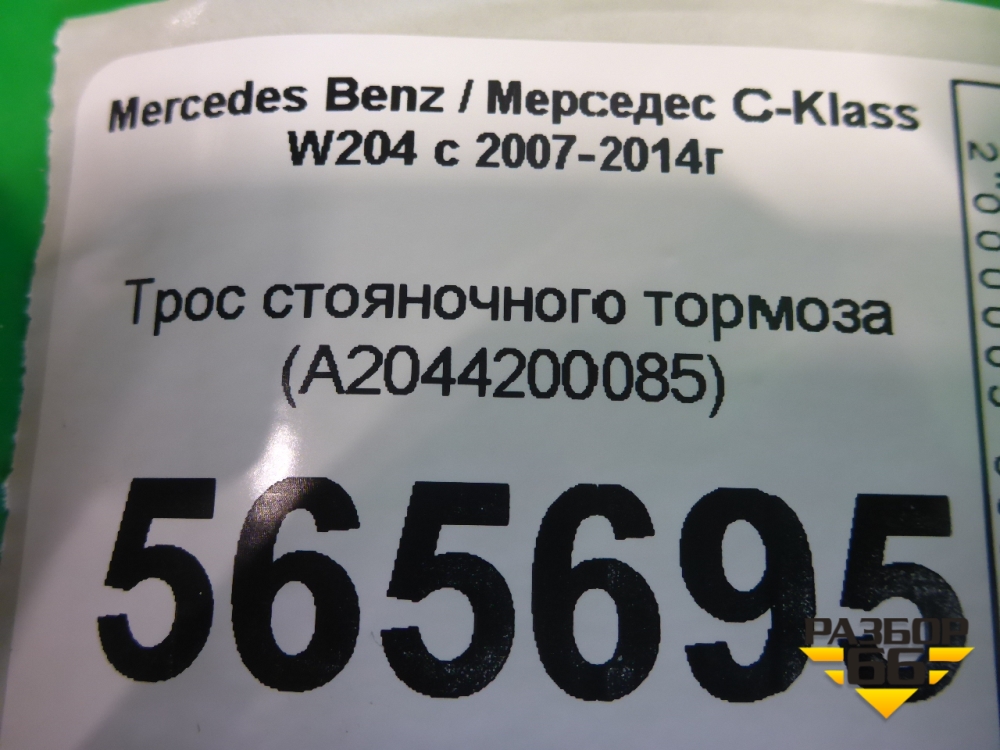 Mercedes Benz / Мерседес C-Klass
W204 с 2007-2014г
Трос стояночного тормоза
(A2044200085)
565695
РАЗБОР
66